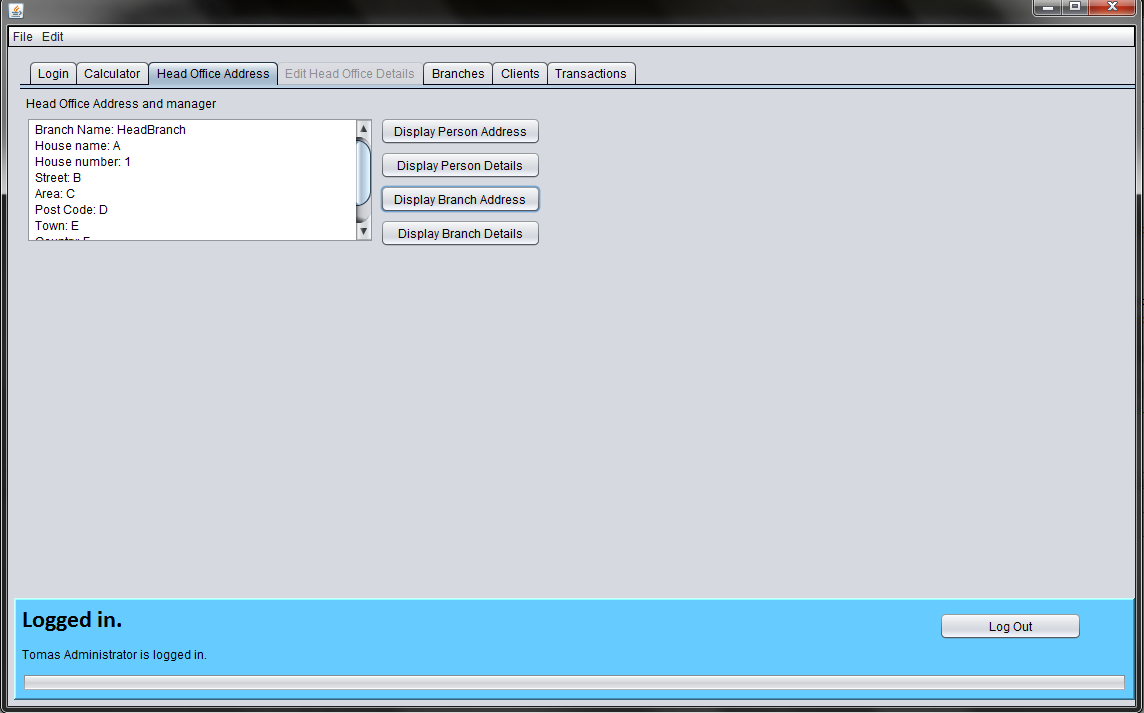 File Edit
Login Calculator Head Office Address Edit Head Office Details Branches Clients Transactions
Head Office Address and manager
Branch Name: HeadBranch
House name: A
House number: 1
Street: B
Area: C
Post Code: D
Town: E
Display Person Address
Display Person Details
Display Branch Address
Display Branch Details
Logged in.
Log Out
Tomas Administrator is logged in.